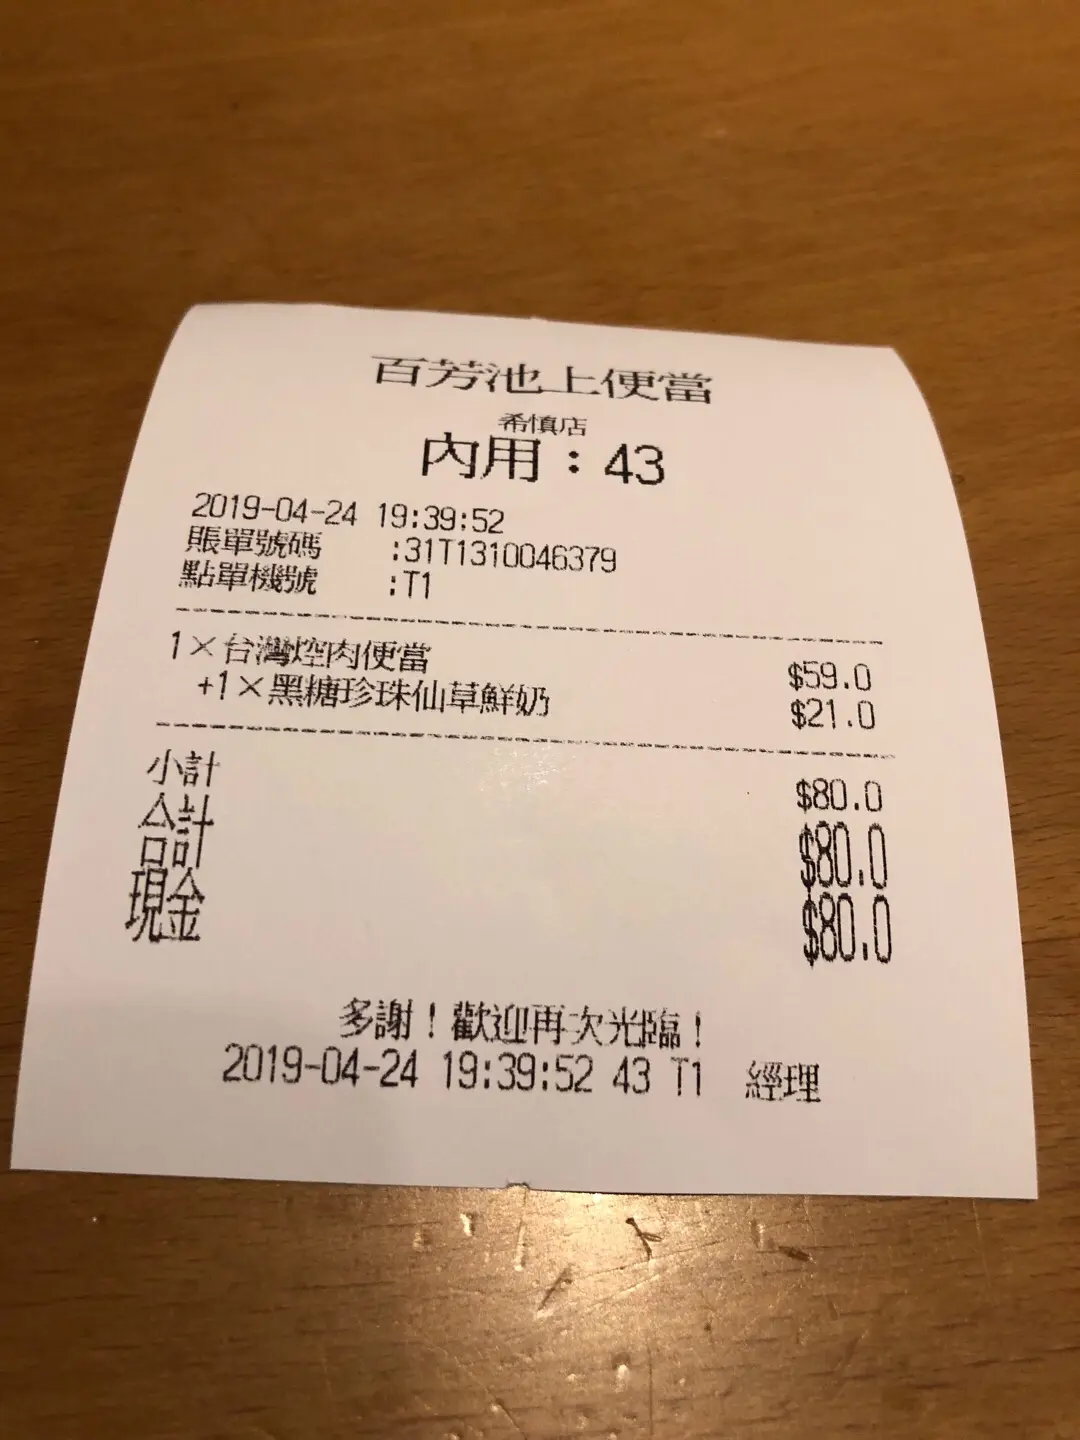 百芳池上便當
希慎店
內用：43
2019-04-24 19:39:52
賬單號碼 :31T1310046379
點單機號 :T1
1×台灣焢肉便當 $59.0
+1×黑糖珍珠仙草鮮奶 $21.0
小計 $80.0
合計 $80.0
現金 $80.0
多謝！歡迎再次光臨！
2019-04-24 19:39:52 43 T1 經理